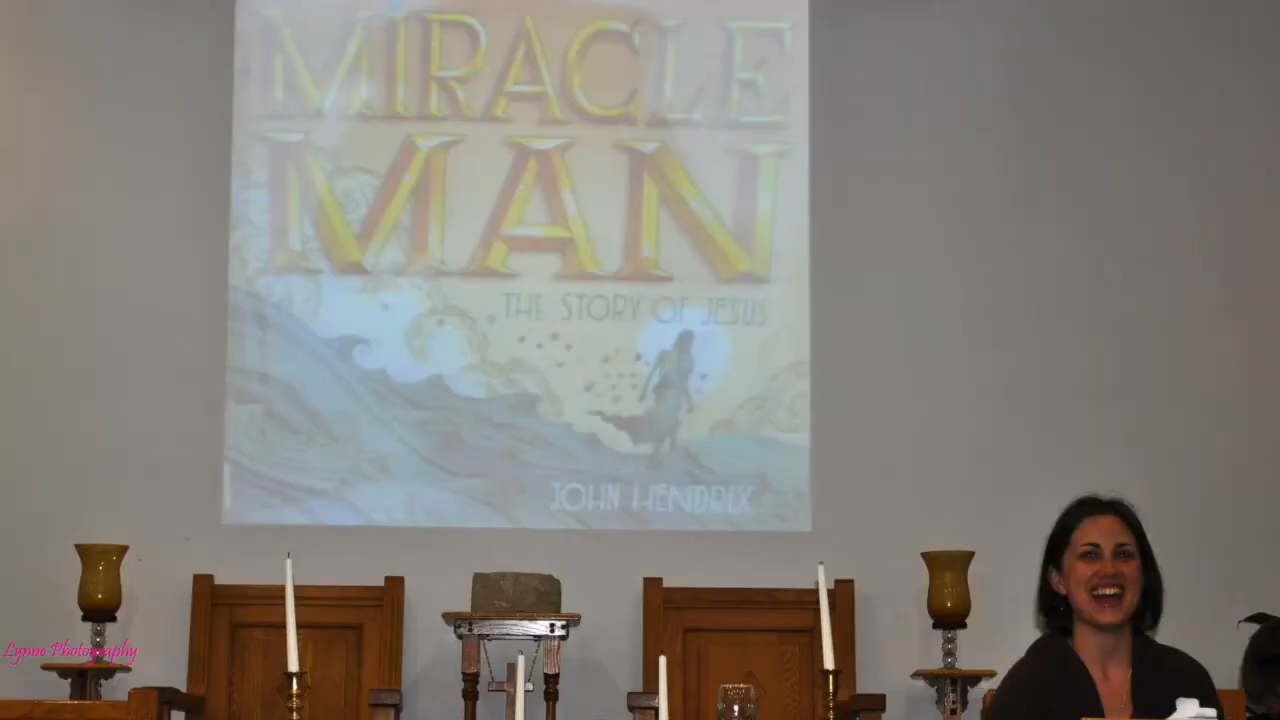 MIRACLE
MAN
THE STORY OF JESUS
JOHN HENDRIX
Lynne Photography